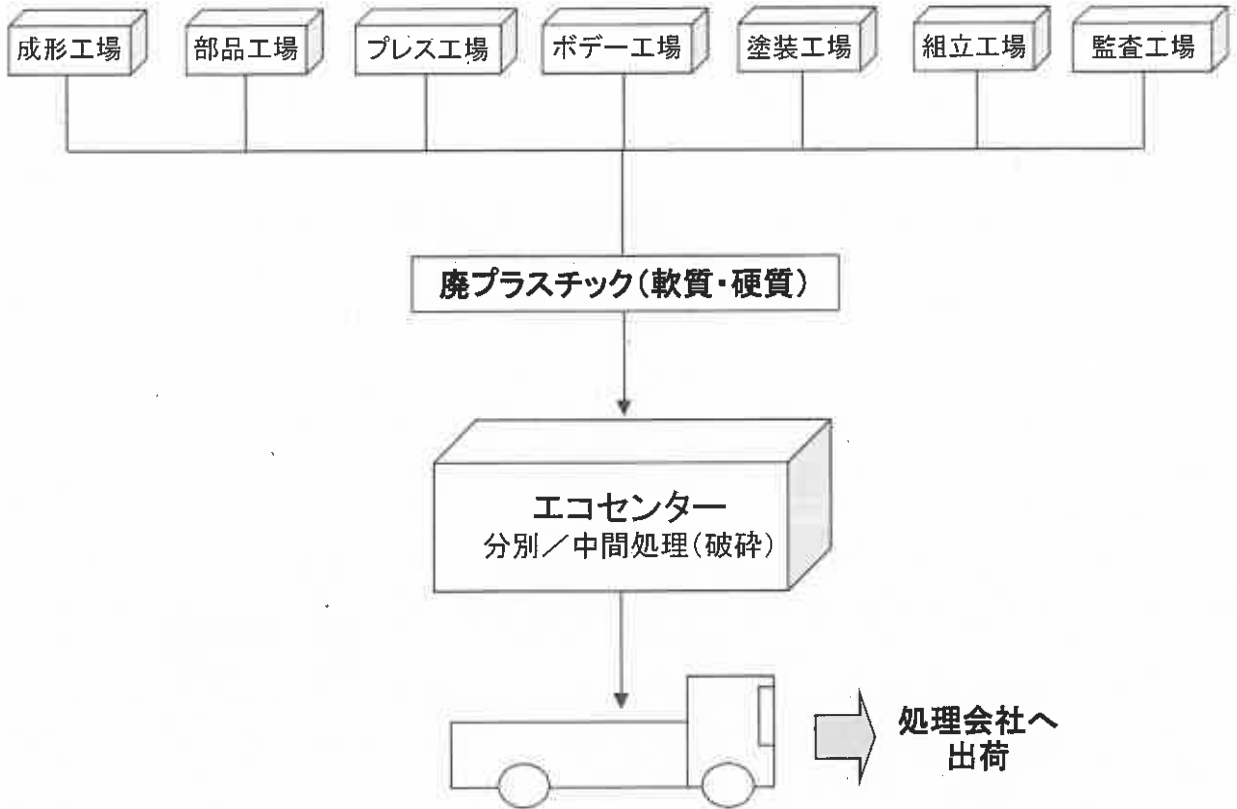 成形工場 部品工場 プレス工場 ボデー工場 塗装工場 組立工場 監査工場
廃プラスチック(軟質・硬質)
エコセンター
分別／中間処理(破砕)
処理会社へ
出荷